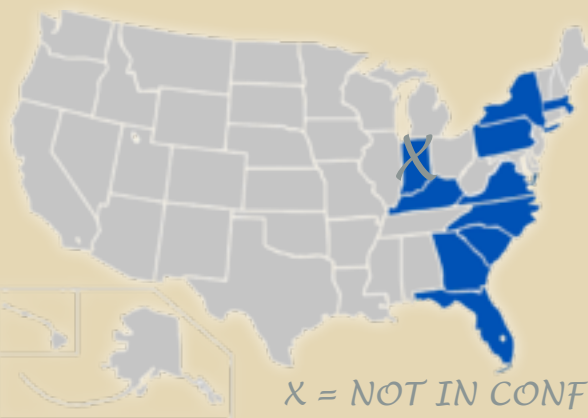 X
X = NOT IN CONF